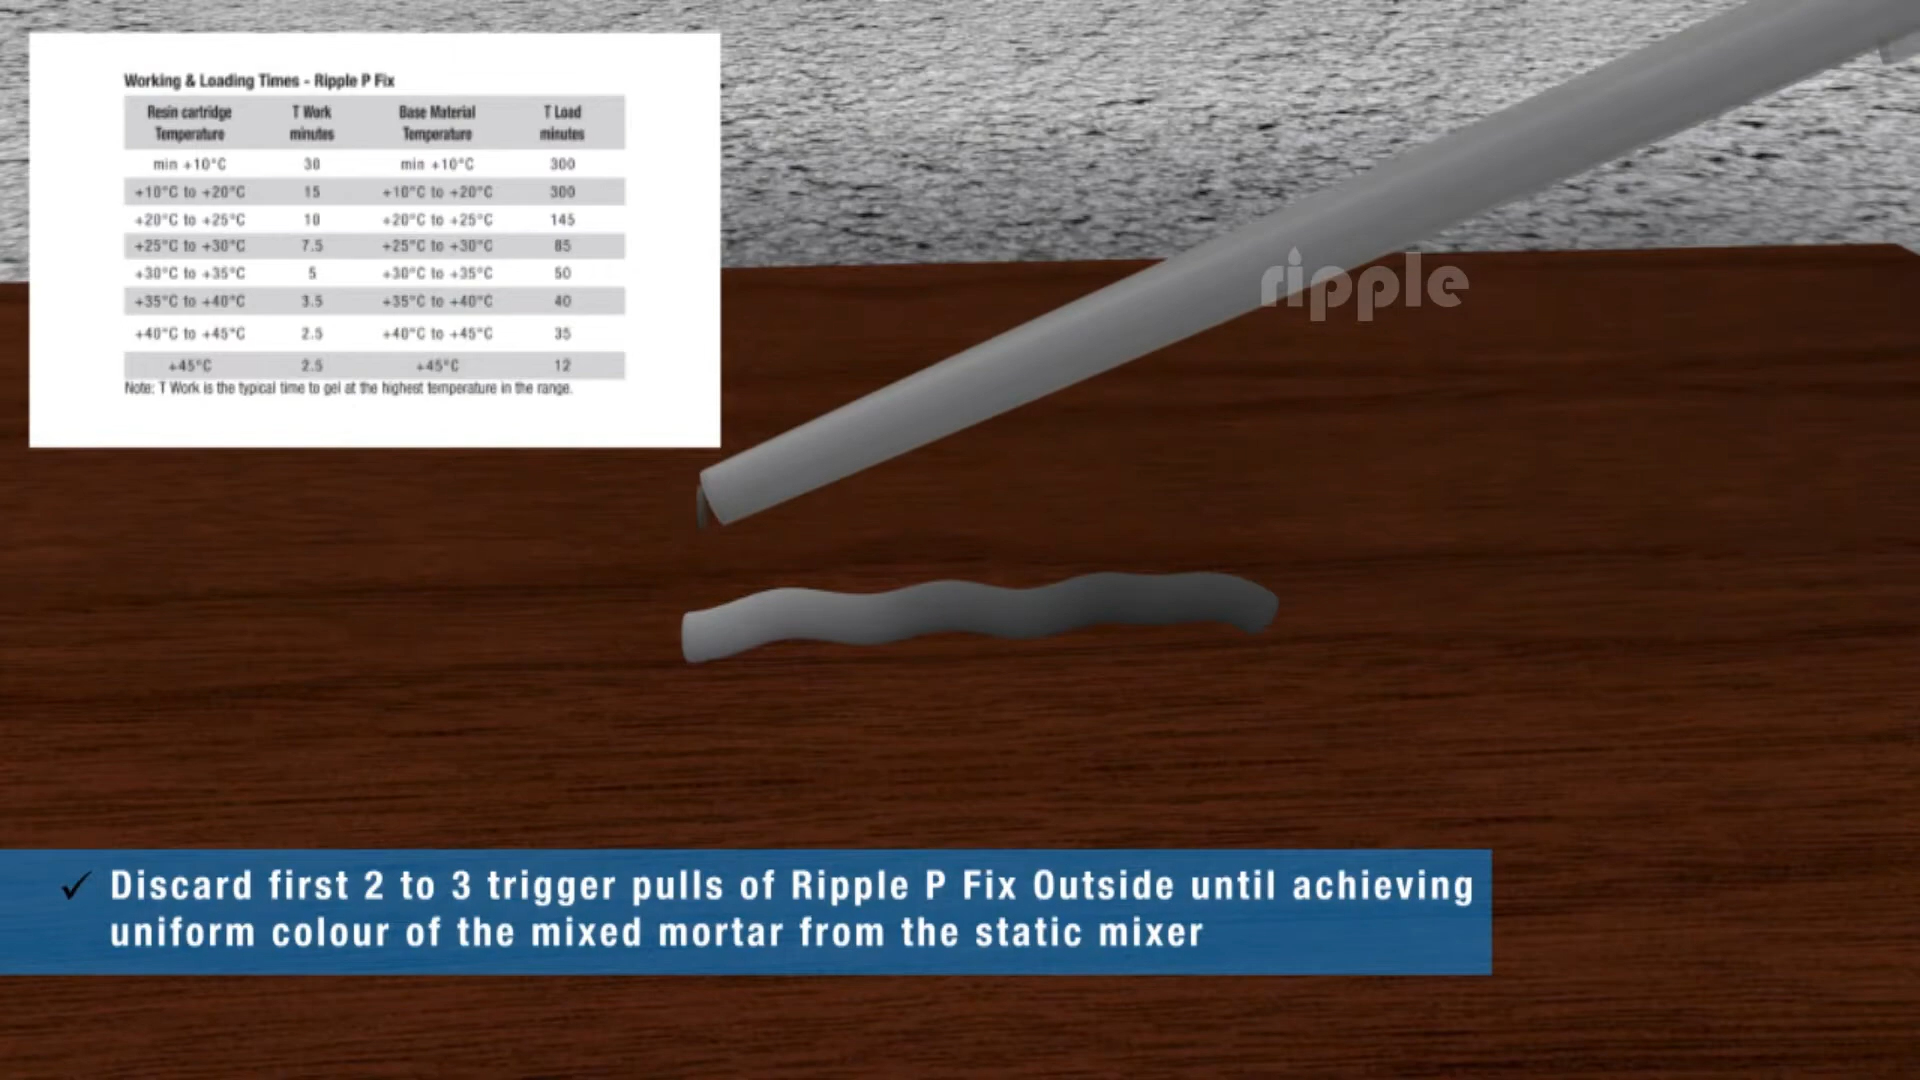 Working & Loading Times - Ripple P Fix
Resin cartridge Temperature T Work minutes Base Material Temperature T Load minutes
min +10°C 30 min +10°C 300
+10°C to +20°C 15 +10°C to +20°C 300
+20°C to +25°C 10 +20°C to +25°C 145
+25°C to +30°C 7.5 +25°C to +30°C 85
+30°C to +35°C 5 +30°C to +35°C 50
+35°C to +40°C 3.5 +35°C to +40°C 40
+40°C to +45°C 2.5 +40°C to +45°C 35
+45°C 2.5 +45°C 12
Note: T Work is the typical time to gel at the highest temperature in the range.
ripple
✓ Discard first 2 to 3 trigger pulls of Ripple P Fix Outside until achieving
uniform colour of the mixed mortar from the static mixer